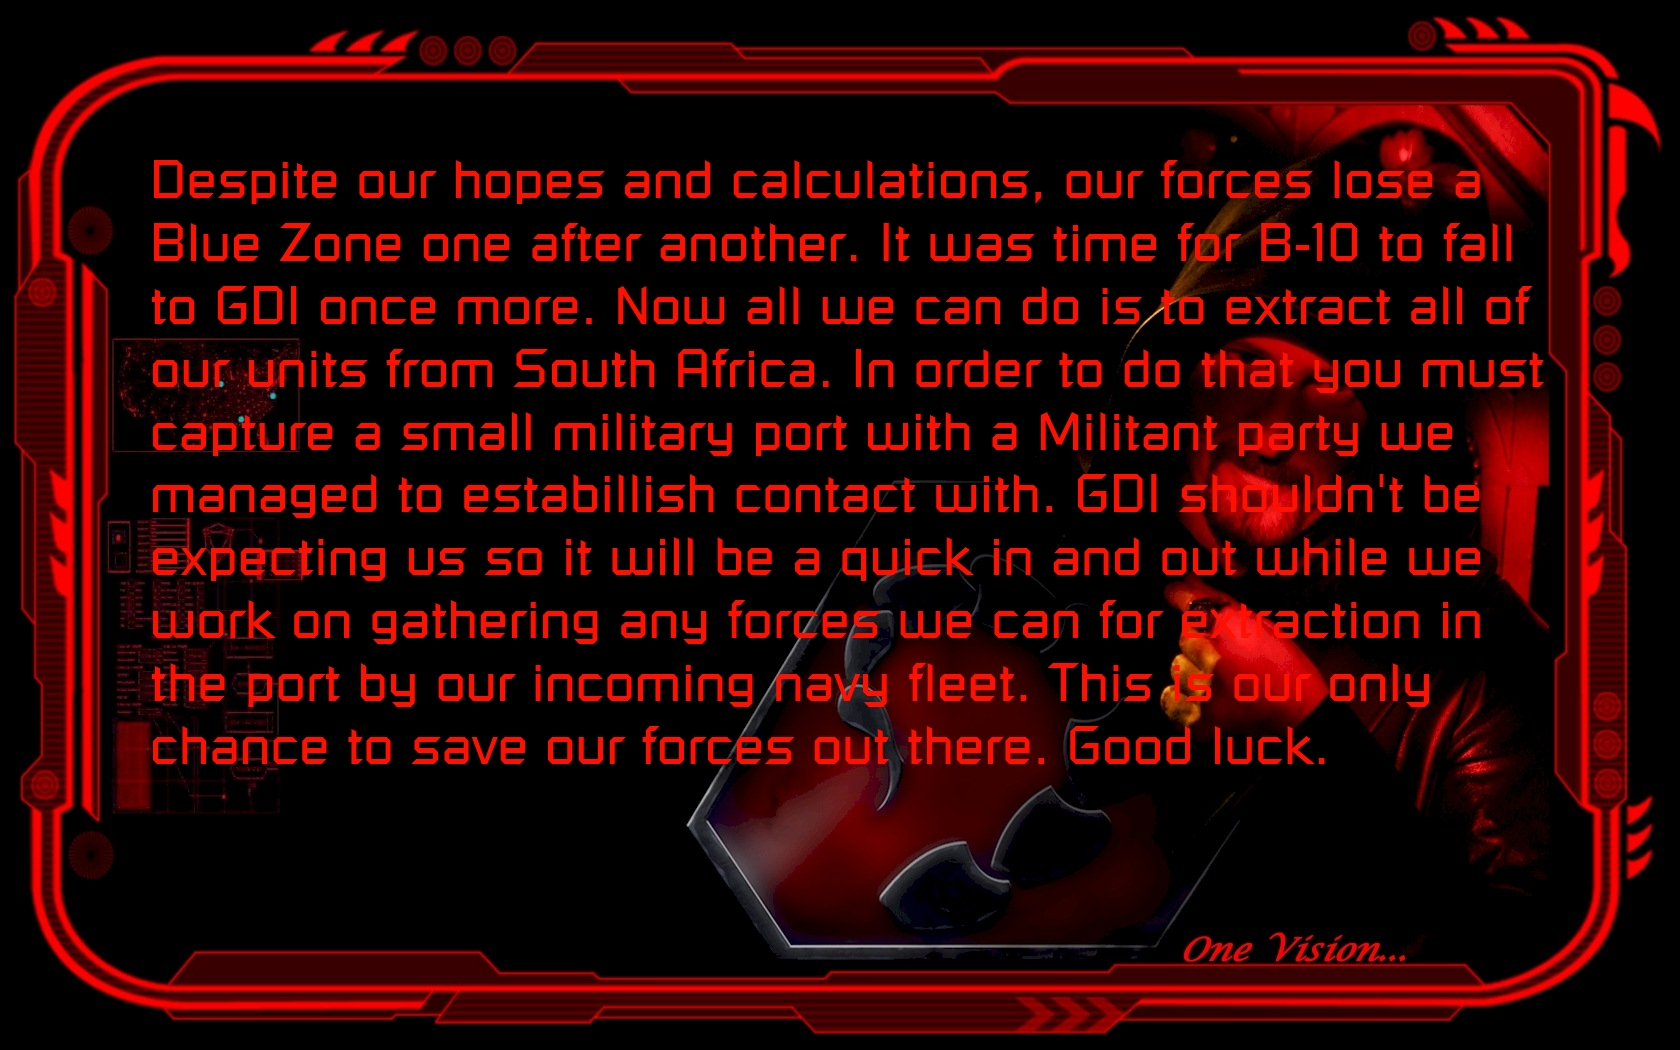 Despite our hopes and calculations, our forces lose a
Blue Zone one after another. It was time for B-10 to fall
to GDI once more. Now all we can do is to extract all of
our units from South Africa. In order to do that you must
capture a small military port with a Militant party we
managed to estabillish contact with. GDI shouldn't be
expecting us so it will be a quick in and out while we
work on gathering any forces we can for extraction in
the port by our incoming navy fleet. This is our only
chance to save our forces out there. Good luck.
One Vision...